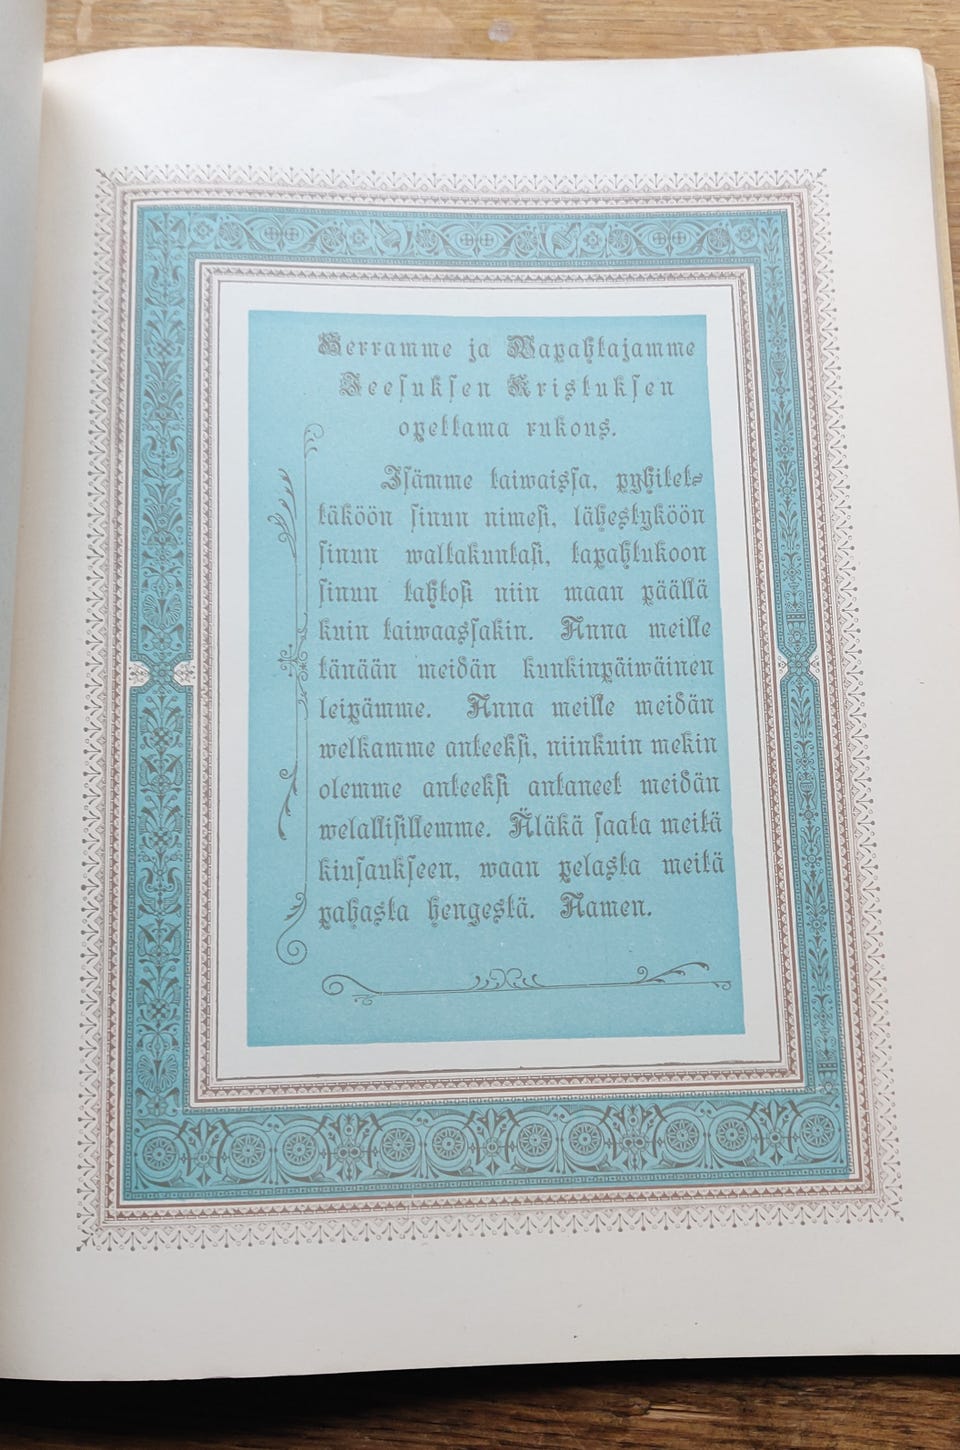 Herramme ja Wapahtajamme
Jeesuksen Kristuksen
opettama rukous.
Isämme taiwaissa, pyhitet-
täköön sinun nimesi, lähestyköön
sinun waltakuntasi, tapahtukoon
sinun tahtosi niin maan päällä
kuin taiwaassakin. Anna meille
tänään meidän kunkinpäiwäinen
leipämme. Anna meille meidän
welkamme anteeksi, niinkuin mekin
olemme anteeksi antaneet meidän
welallisillemme. Äläkä saata meitä
kiusaukseen, waan pelasta meitä
pahasta hengestä. Aamen.